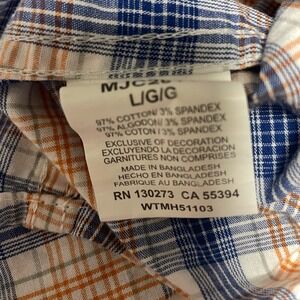 L/G/G
97% COTTON/ 3% SPANDEX
97% ALGODON/ 3% SPANDEX
97% COTON / 3% SPANDEX
EXCLUSIVE OF DECORATION
EXCLUYENDO LA DECORACION
GARNITURES NON COMPRISES
MADE IN BANGLADESH
HECHO EN BANGLADESH
FABRIQUE AU BANGLADESH
RN 130273 CA 55394
WTMH51103